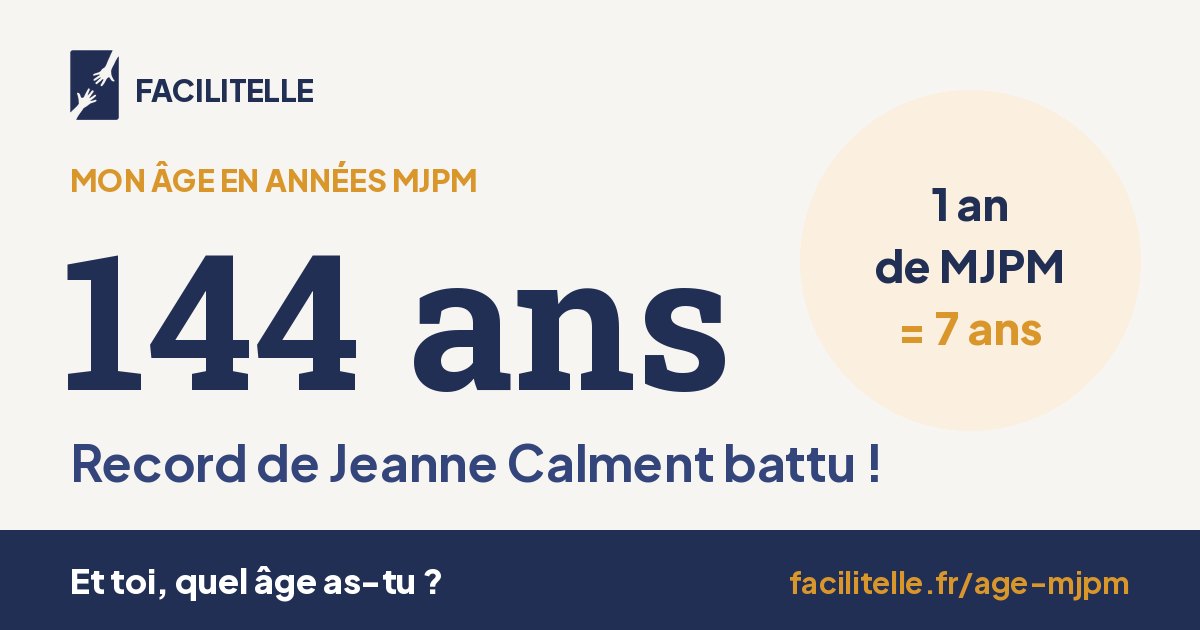 FACILITELLE
MON ÂGE EN ANNÉES MJPM
144 ans
Record de Jeanne Calment battu !
1 an
de MJPM
= 7 ans
Et toi, quel âge as-tu ?
facilitelle.fr/age-mjpm